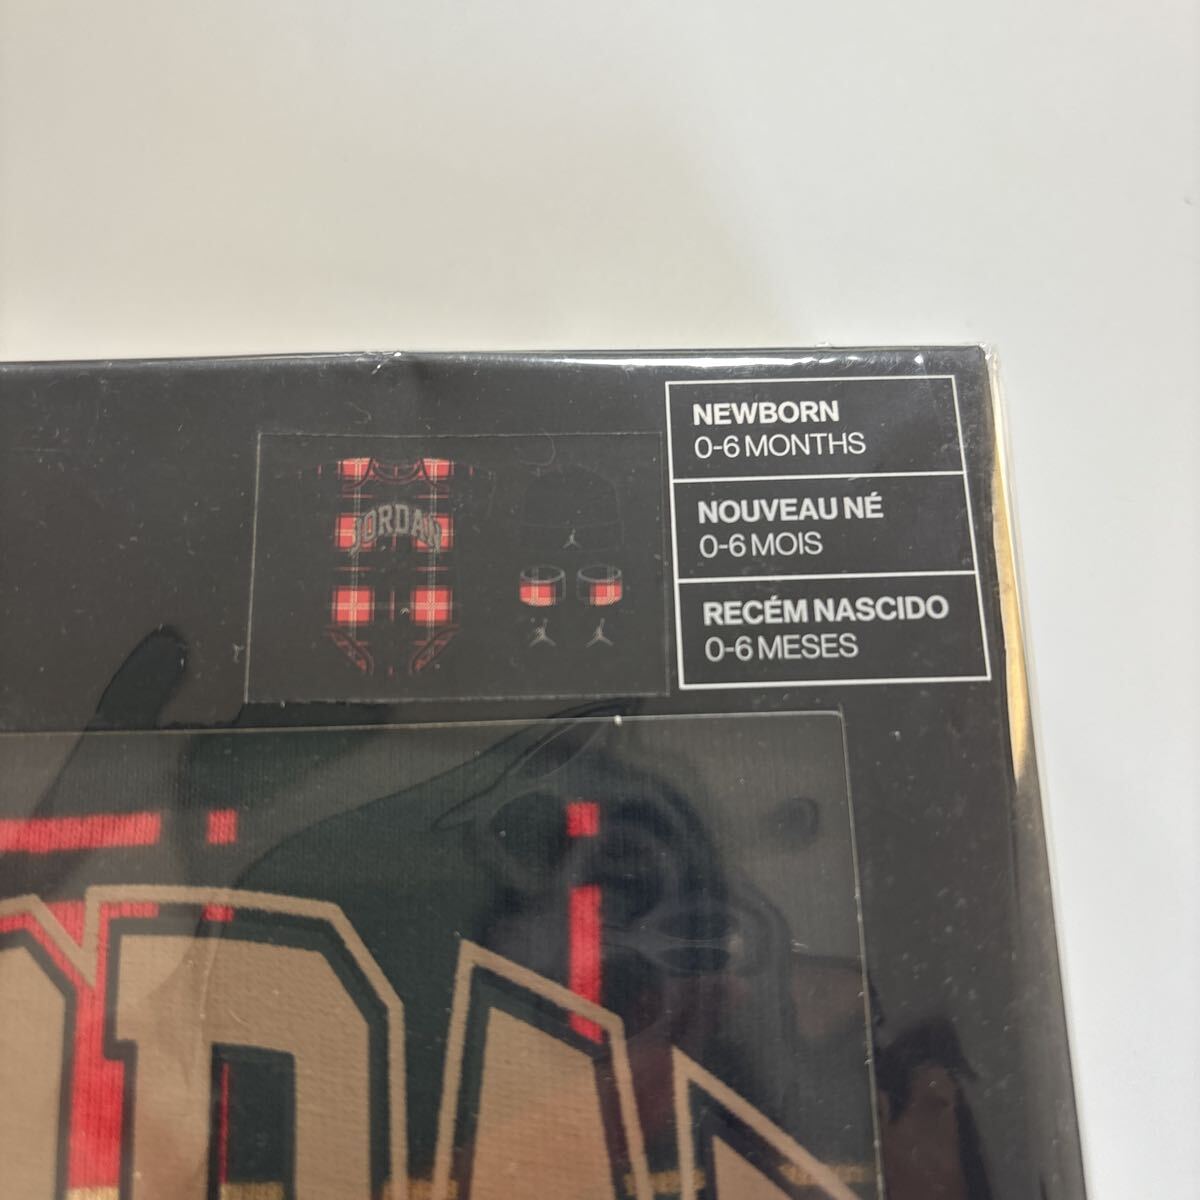 NEWBORN
0-6 MONTHS
NOUVEAU NÉ
0-6 MOIS
RECÉM NASCIDO
0-6 MESES
JORDAN